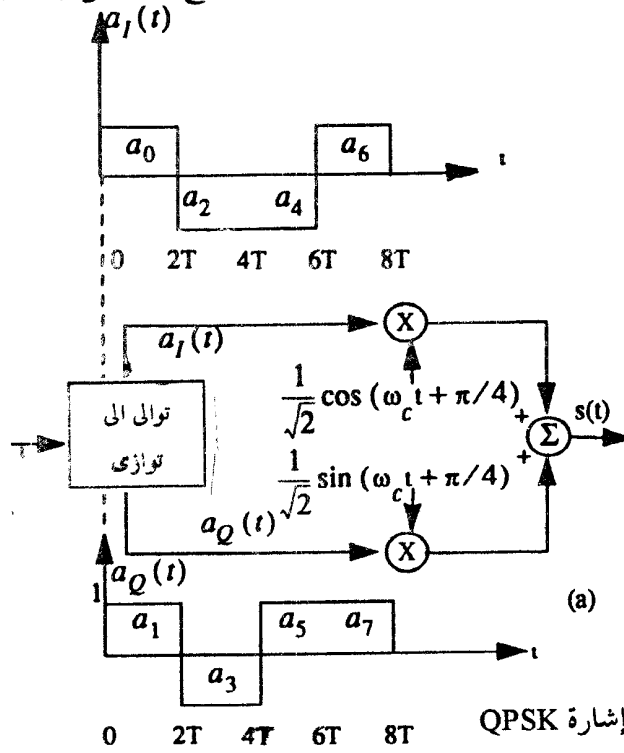 a_I(t)
a_0 a_6 t
a_2 a_4
0 2T 4T 6T 8T
a_I(t) X
1/√2 cos (ω_c t + π/4)
توالى الى
توازى
+ + Σ s(t)
1/√2 sin (ω_c t + π/4)
a_Q(t) X
1 a_Q(t)
(a)
a_1 a_5 a_7 t
a_3
0 2T 4T 6T 8T
إشارة QPSK